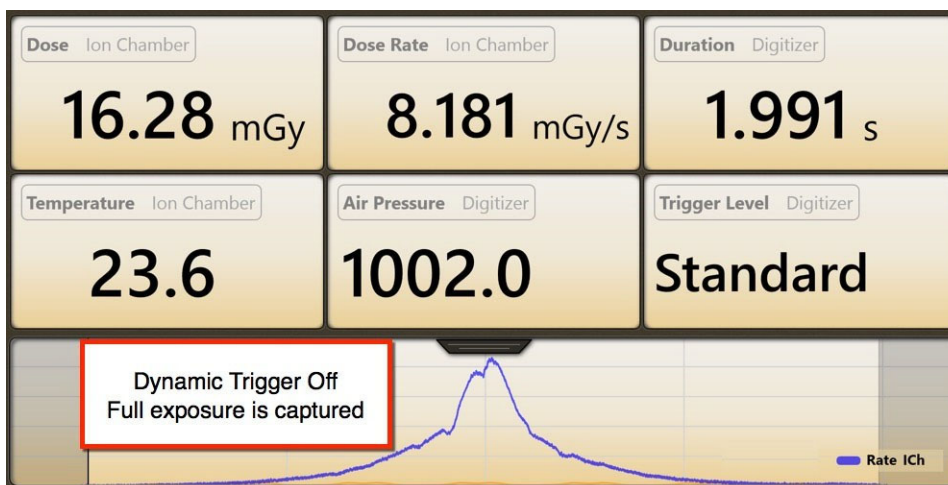 Dose Ion Chamber
16.28 mGy
Dose Rate Ion Chamber
8.181 mGy/s
Duration Digitizer
1.991 s
Temperature Ion Chamber
23.6
Air Pressure Digitizer
1002.0
Trigger Level Digitizer
Standard
Dynamic Trigger Off
Full exposure is captured
Rate ICh